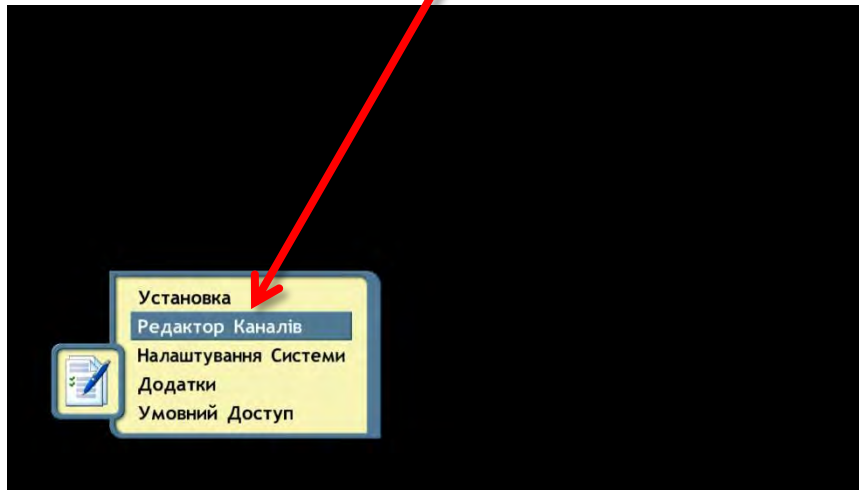 Установка
Редактор Каналів
Налаштування Системи
Додатки
Умовний Доступ